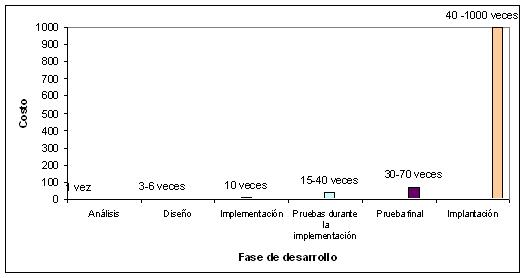 40 -1000 veces
1000
900
800
700
600
500
400
300
200
100
0
Costo
1 vez
3-6 veces
10 veces
15-40 veces
30-70 veces
Análisis
Diseño
Implementación
Pruebas durante
la
implementación
Prueba final
Implantación
Fase de desarrollo